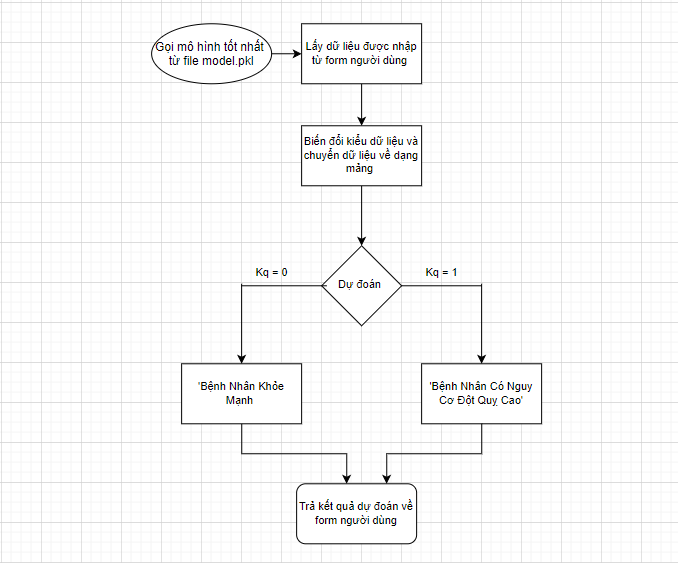 Gọi mô hình tốt nhất
từ file model.pkl
Lấy dữ liệu được nhập
từ form người dùng
Biến đổi kiểu dữ liệu và
chuyển dữ liệu về dạng
mảng
Kq = 0
Dự đoán
Kq = 1
'Bệnh Nhân Khỏe
Mạnh
'Bệnh Nhân Có Nguy
Cơ Đột Quỵ Cao'
Trả kết quả dự đoán về
form người dùng